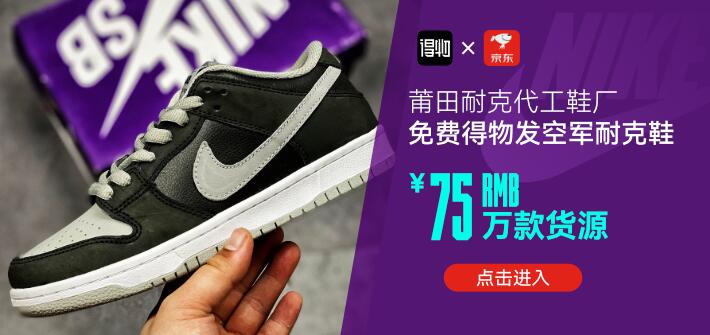 NIKE
SB
得物 × 京东
NIKE
莆田耐克代工鞋厂
免费得物发空军耐克鞋
¥75 RMB
万款货源
点击进入